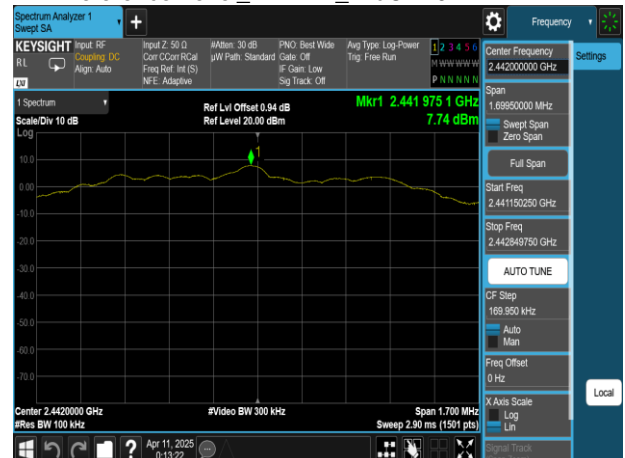 Spectrum Analyzer 1
Swept SA
+
Frequency
KEYSIGHT
R L
LXI
Input: RF
Coupling: DC
Align: Auto
Input Z: 50 Ω
Corr CCorr RCal
Freq Ref: Int (S)
NFE: Adaptive
#Atten: 30 dB
µW Path: Standard
PNO: Best Wide
Gate: Off
IF Gain: Low
Sig Track: Off
Avg Type: Log-Power
Trig: Free Run
1 2 3 4 5 6
M W W W W W
P N N N N N
Center Frequency
2.442000000 GHz
Settings
Span
1.69950000 MHz
Swept Span
Zero Span
Full Span
Start Freq
2.441150250 GHz
Stop Freq
2.442849750 GHz
AUTO TUNE
CF Step
169.950 kHz
Auto
Man
Freq Offset
0 Hz
X Axis Scale
Log
Lin
Signal Track
Local
1 Spectrum
Scale/Div 10 dB
Log
Ref Lvl Offset 0.94 dB
Ref Level 20.00 dBm
Mkr1 2.441 975 1 GHz
7.74 dBm
1
10.0
0.00
-10.0
-20.0
-30.0
-40.0
-50.0
-60.0
-70.0
Center 2.4420000 GHz
#Res BW 100 kHz
#Video BW 300 kHz
Span 1.700 MHz
Sweep 2.90 ms (1501 pts)
?
Apr 11, 2025
0:13:22